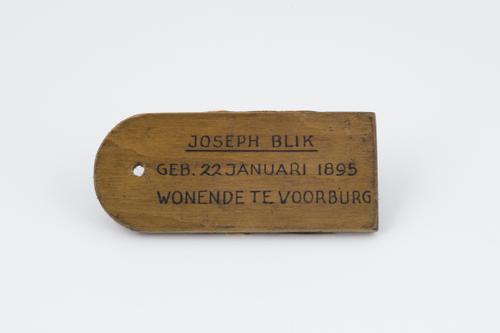 JOSEPH BLIK
GEB. 22 JANUARI 1895
WONENDE TE VOORBURG